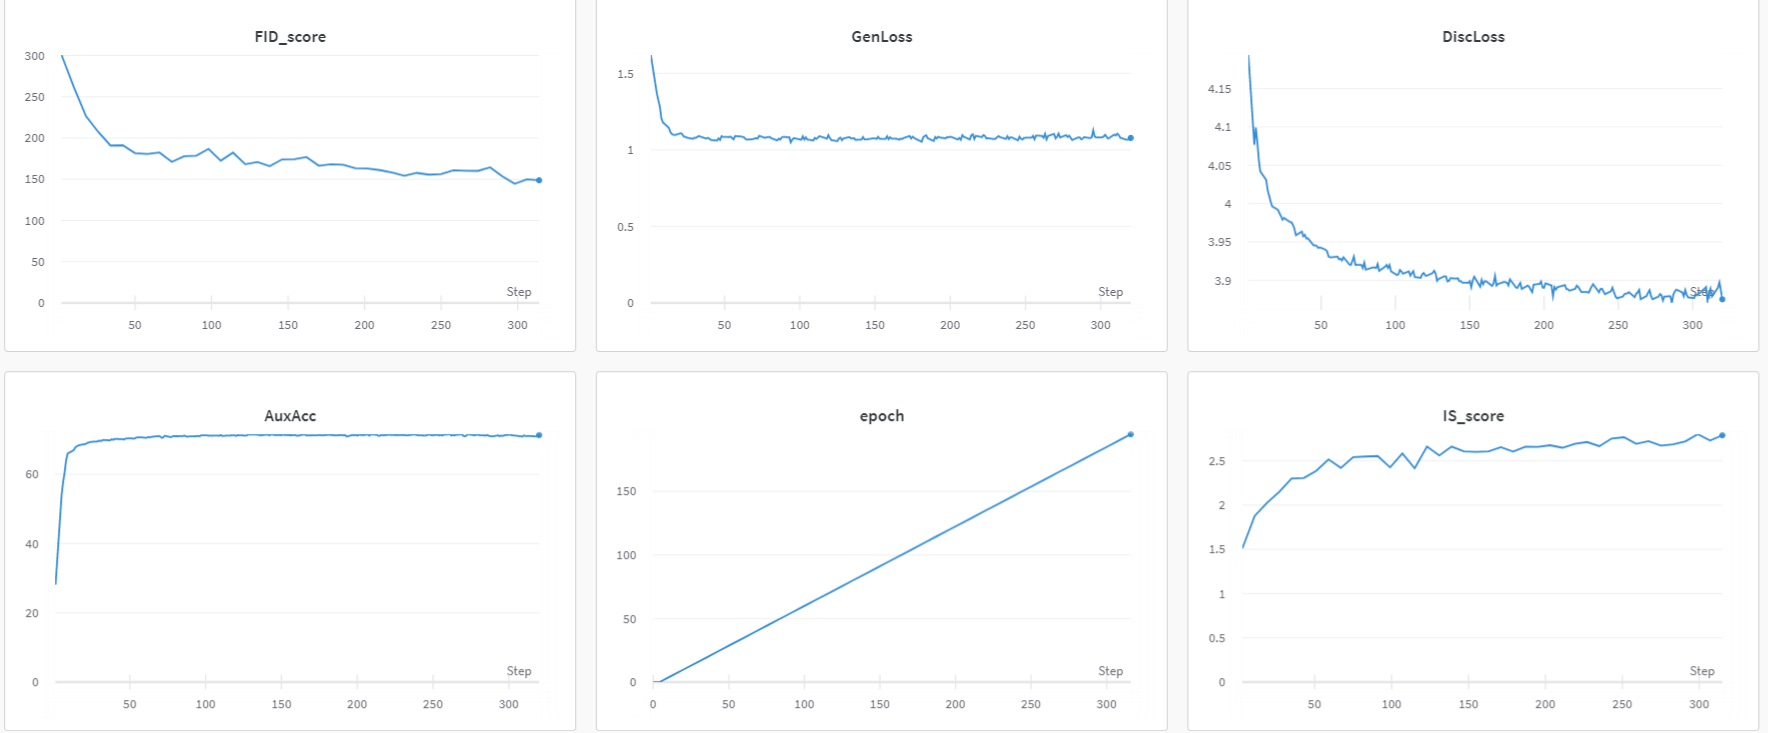 FID_score
300
250
200
150
100
50
0
Step
50 100 150 200 250 300
GenLoss
1.5
1
0.5
0
Step
50 100 150 200 250 300
DiscLoss
4.15
4.1
4.05
4
3.95
3.9
Step
50 100 150 200 250 300
AuxAcc
60
40
20
0
Step
50 100 150 200 250 300
epoch
150
100
50
0
Step
0 50 100 150 200 250 300
IS_score
2.5
2
1.5
1
0.5
0
Step
50 100 150 200 250 300